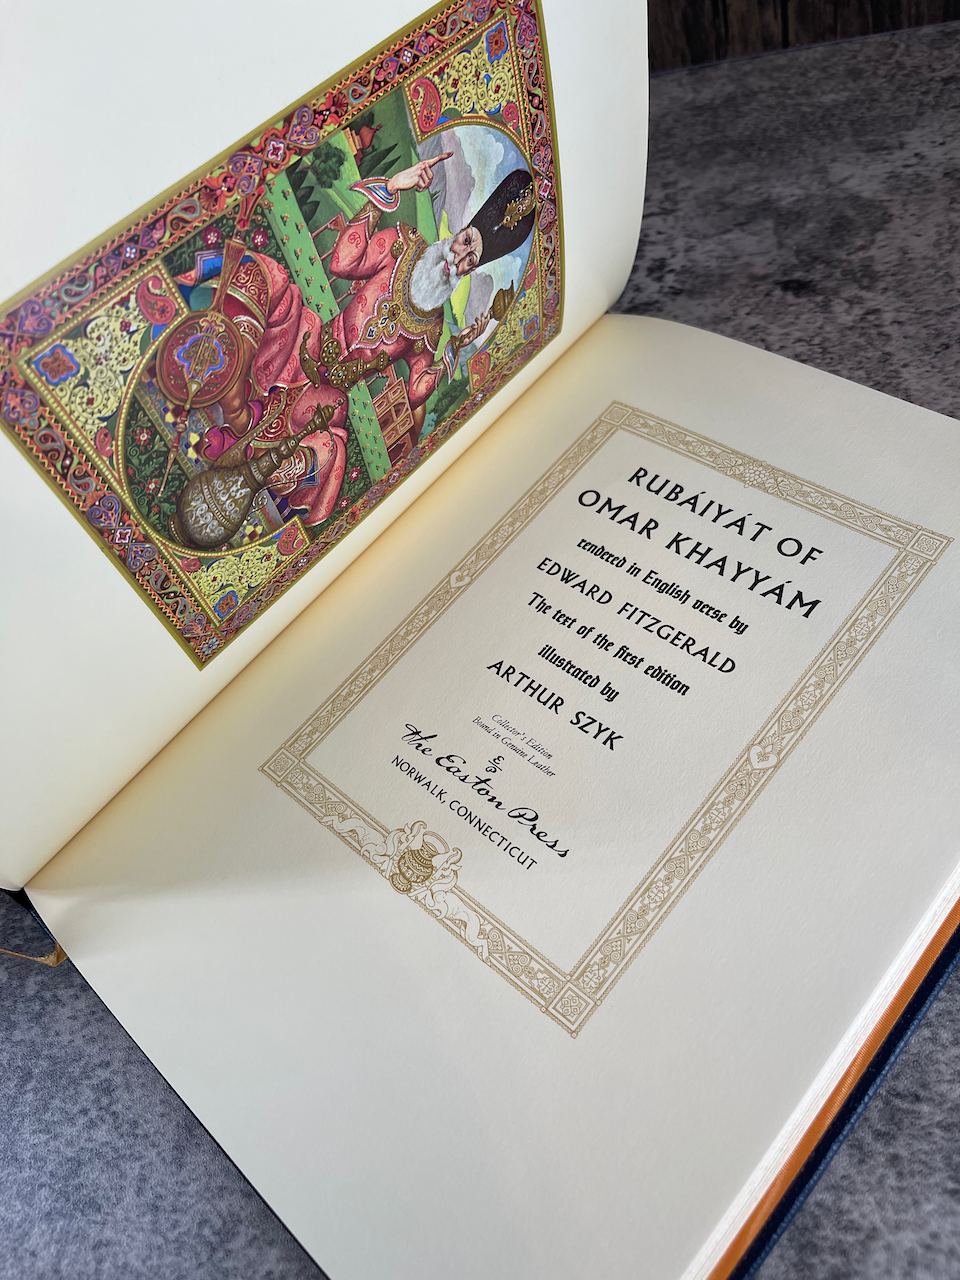 RUBÁIYÁT OF
OMAR KHAYYÁM
rendered in English verse by
EDWARD FITZGERALD
The text of the first edition
illustrated by
ARTHUR SZYK
Collector's Edition
Bound in Genuine Leather
E
P
The Easton Press
NORWALK, CONNECTICUT